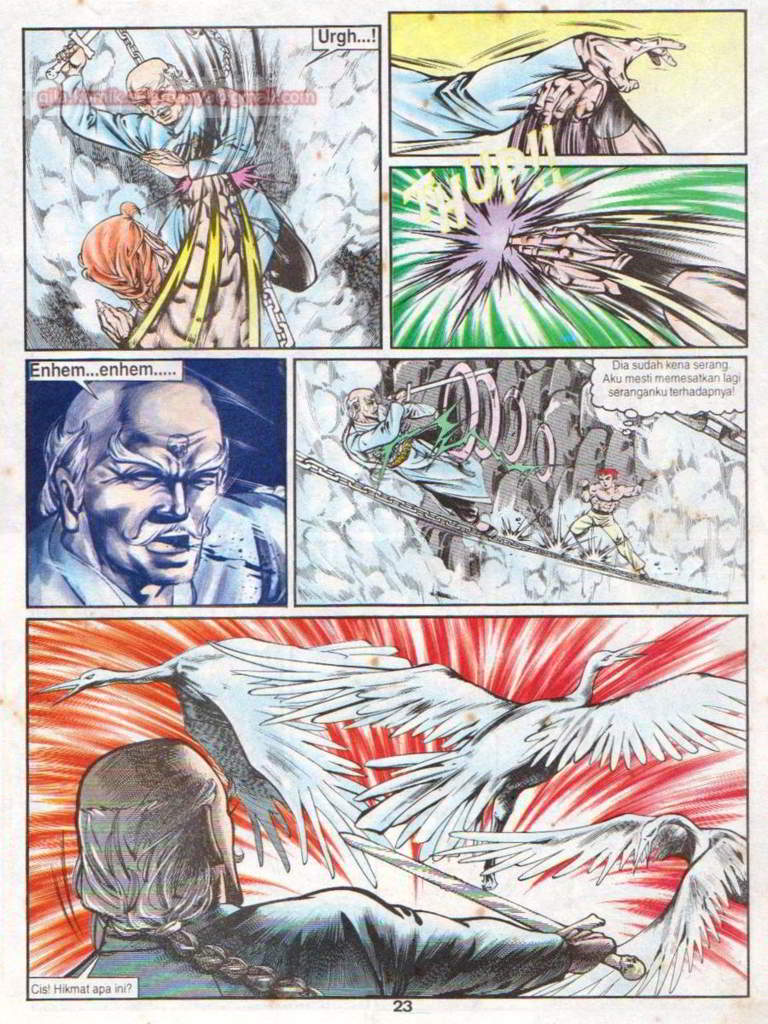 Urgh...!
THUP!!
Enhem...enhem.....
Dia sudah kena serang.
Aku mesti memesatkan lagi
seranganku terhadapnya!
Cis! Hikmat apa ini?
23